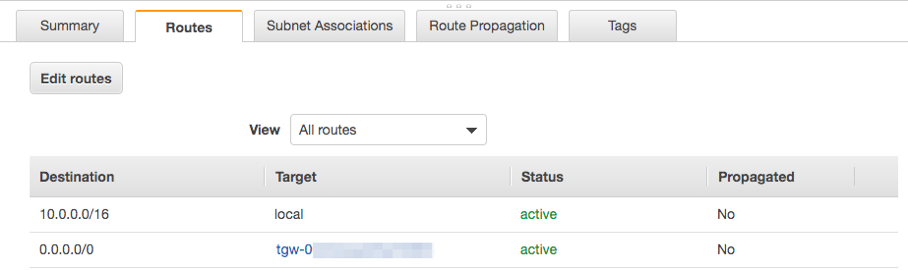 Summary Routes Subnet Associations Route Propagation Tags
Edit routes
View All routes
Destination Target Status Propagated
10.0.0.0/16 local active No
0.0.0.0/0 tgw-0 active No